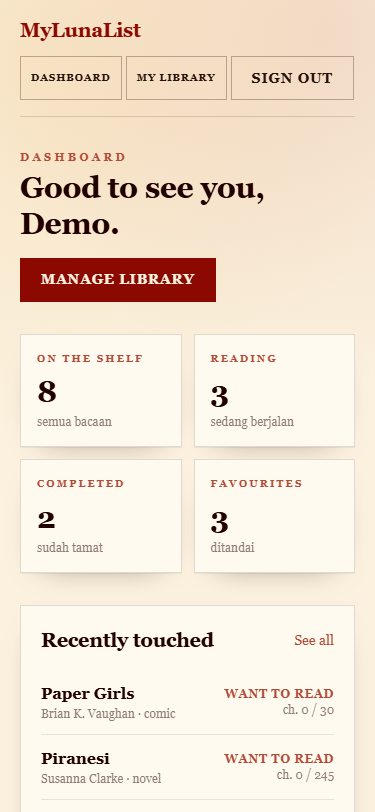 MyLunaList
DASHBOARD
MY LIBRARY
SIGN OUT
DASHBOARD
Good to see you,
Demo.
MANAGE LIBRARY
ON THE SHELF
8
semua bacaan
READING
3
sedang berjalan
COMPLETED
2
sudah tamat
FAVOURITES
3
ditandai
Recently touched
See all
Paper Girls
WANT TO READ
Brian K. Vaughan · comic
ch. 0 / 30
Piranesi
WANT TO READ
Susanna Clarke · novel
ch. 0 / 245